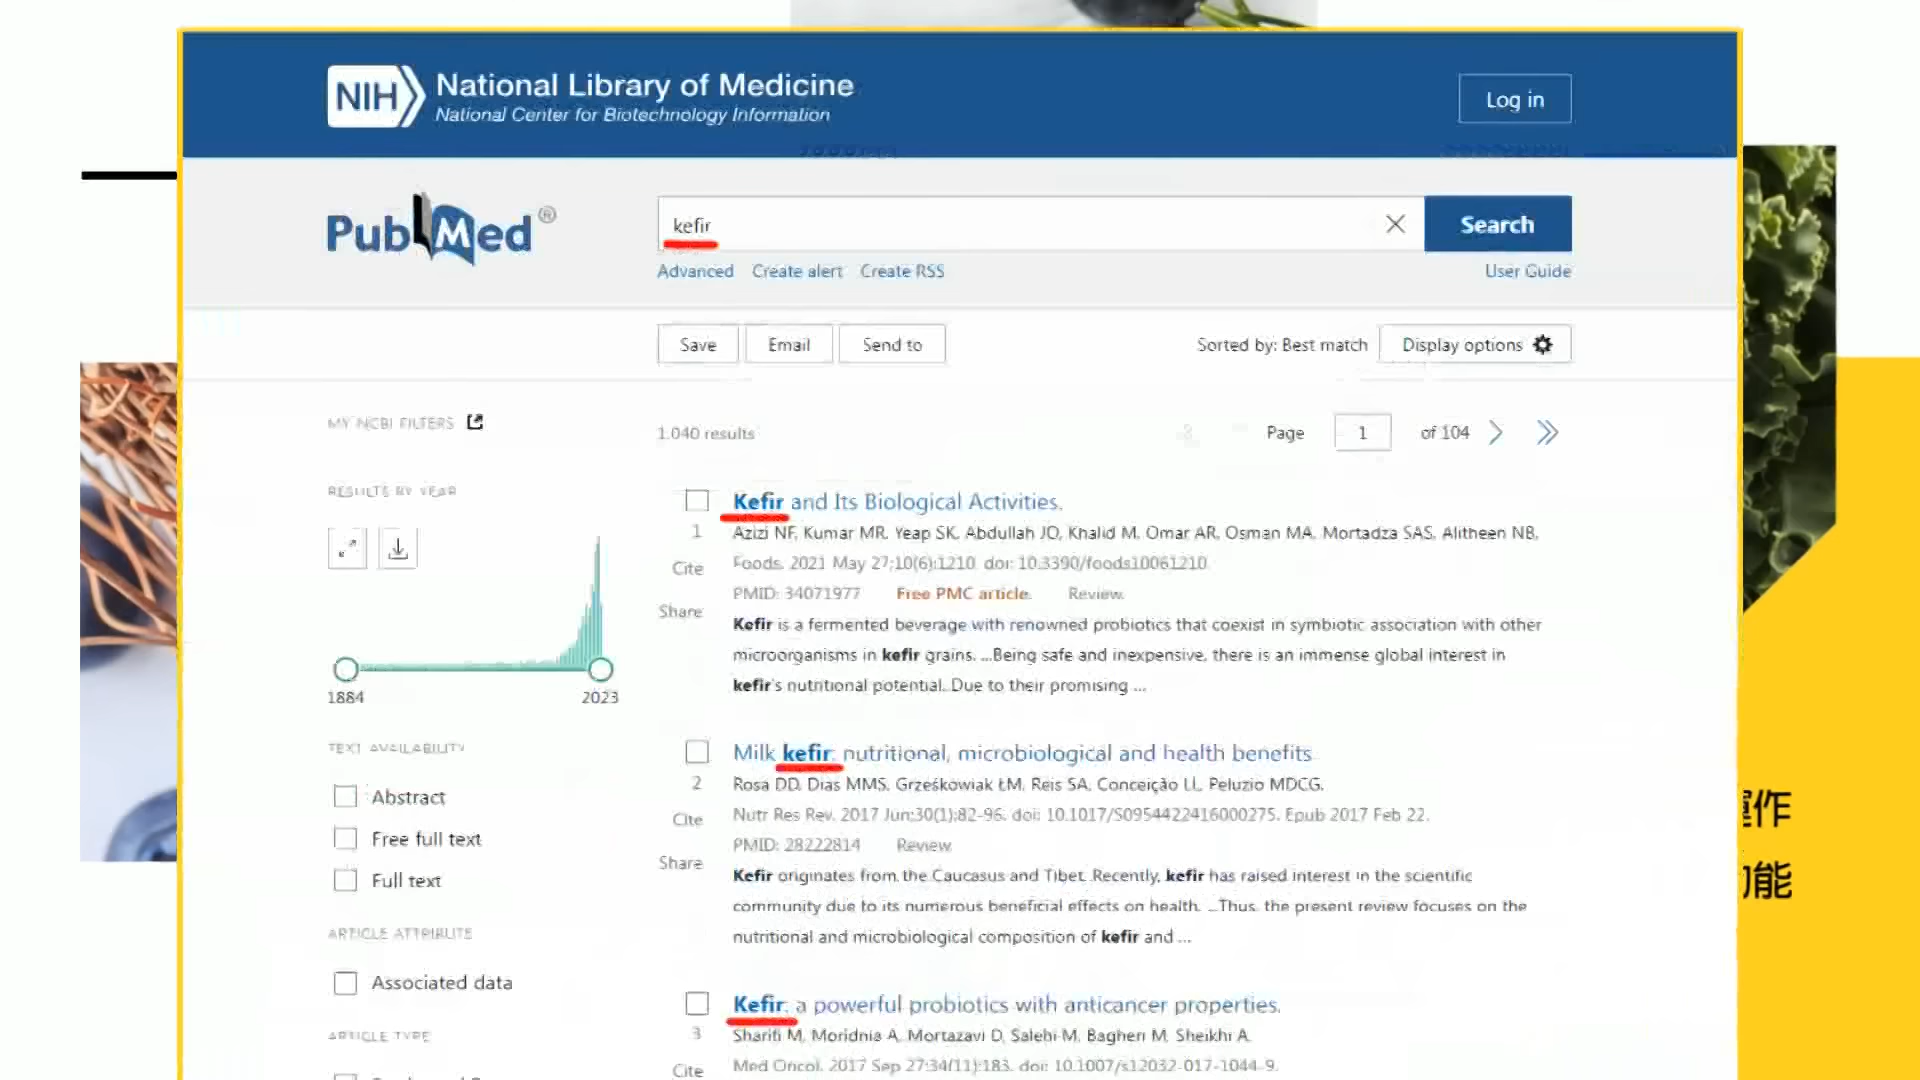 NIH National Library of Medicine
National Center for Biotechnology Information
Log in
PubMed®
kefir
Search
Advanced Create alert Create RSS
User Guide
Save Email Send to
Sorted by: Best match Display options
MY NCBI FILTERS
1,040 results
Page 1 of 104
RESULTS BY YEAR
1884 2023
TEXT AVAILABILITY
Abstract
Free full text
Full text
ARTICLE ATTRIBUTE
Associated data
ARTICLE TYPE
Kefir and Its Biological Activities.
1
Azizi NF, Kumar MR, Yeap SK, Abdullah JO, Khalid M, Omar AR, Osman MA, Mortadza SAS, Alitheen NB.
Cite
Foods. 2021 May 27;10(6):1210. doi: 10.3390/foods10061210.
PMID: 34071977 Free PMC article. Review.
Share
Kefir is a fermented beverage with renowned probiotics that coexist in symbiotic association with other
microorganisms in kefir grains. ...Being safe and inexpensive, there is an immense global interest in
kefir's nutritional potential. Due to their promising ...
Milk kefir: nutritional, microbiological and health benefits.
2
Rosa DD, Dias MMS, Grześkowiak ŁM, Reis SA, Conceição LL, Peluzio MDCG.
Cite
Nutr Res Rev. 2017 Jun;30(1):82-96. doi: 10.1017/S0954422416000275. Epub 2017 Feb 22.
PMID: 28222814 Review.
Share
Kefir originates from the Caucasus and Tibet. Recently, kefir has raised interest in the scientific
community due to its numerous beneficial effects on health. ...Thus, the present review focuses on the
nutritional and microbiological composition of kefir and ...
Kefir: a powerful probiotics with anticancer properties.
3
Sharifi M, Moridnia A, Mortazavi D, Salehi M, Bagheri M, Sheikhi A.
Cite
Med Oncol. 2017 Sep 27;34(11):183. doi: 10.1007/s12032-017-1044-9.
作
能